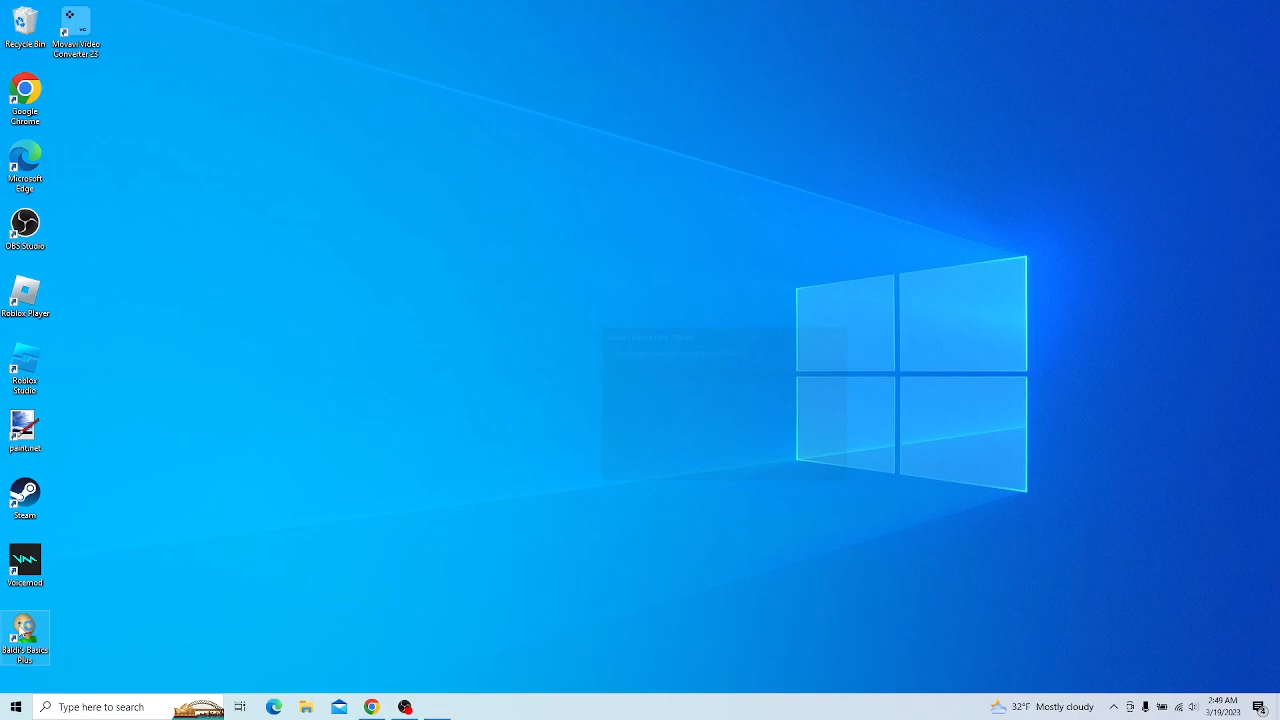 Recycle Bin
Movavi Video
Converter 23
Google
Chrome
Microsoft
Edge
OBS Studio
Roblox Player
Roblox
Studio
paint.net
Steam
Voicemod
Baldi's Basics
Plus
Type here to search
32°F Mostly cloudy
2:49 AM
3/19/2023